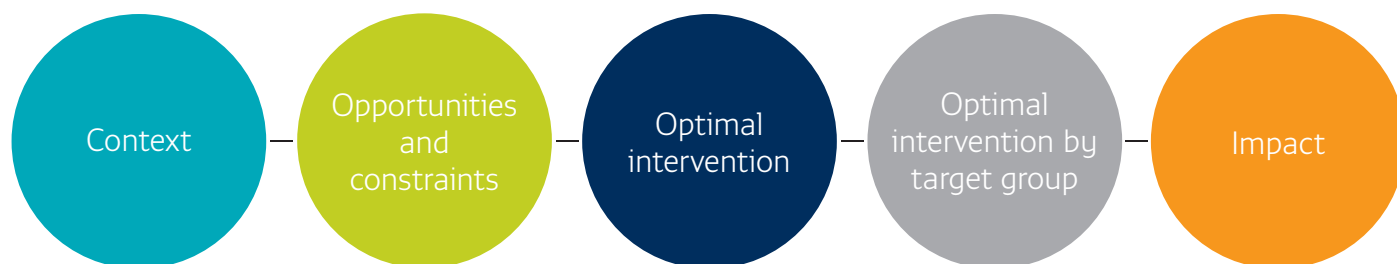 Context
Opportunities
and
constraints
Optimal
intervention
Optimal
intervention by
target group
Impact